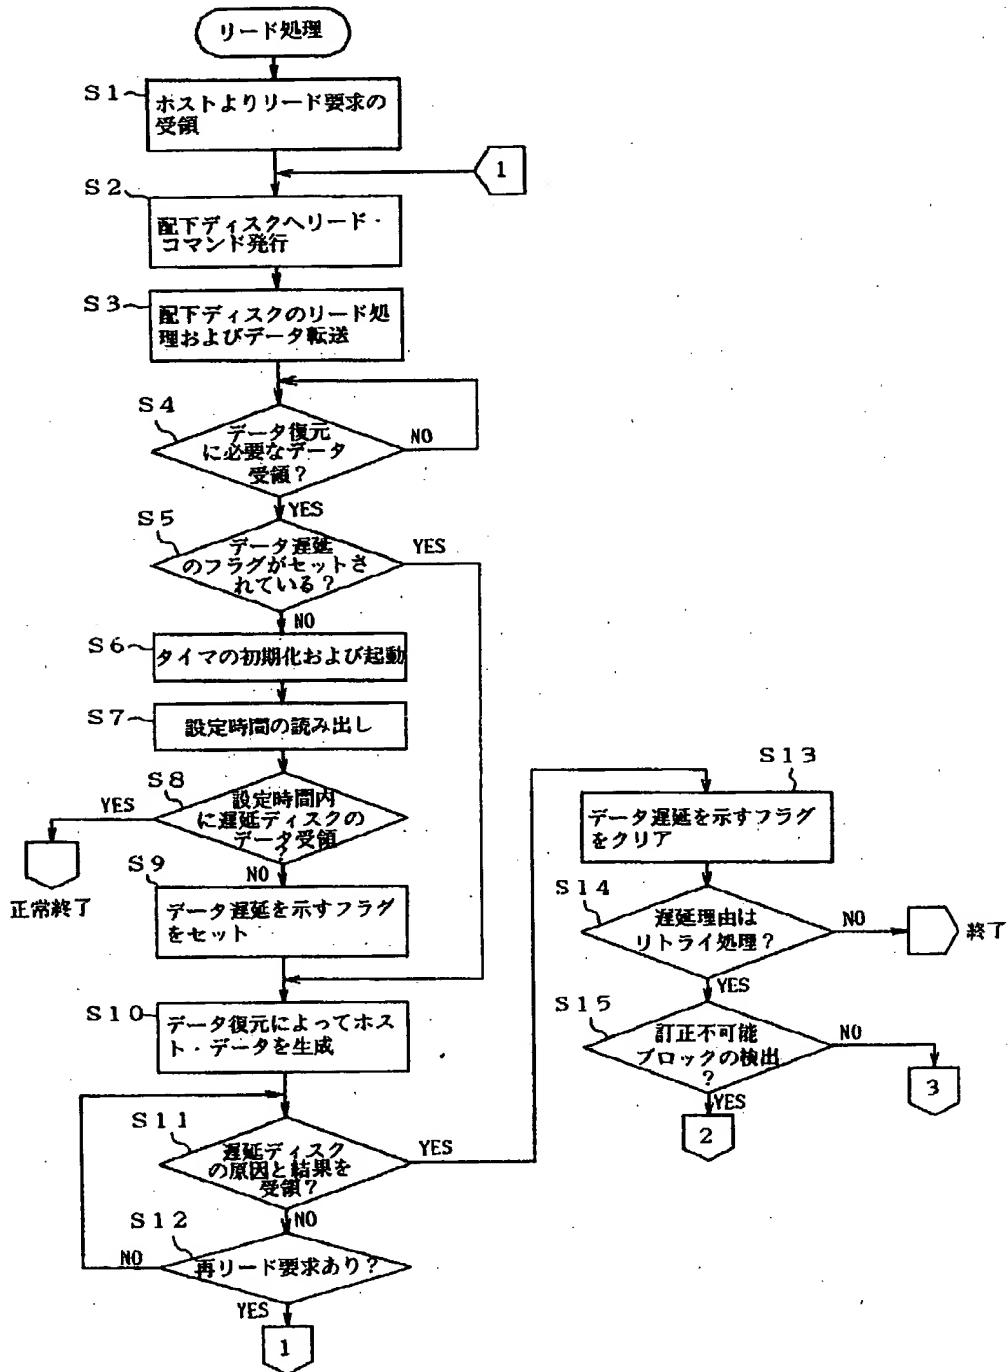 リード処理
S1
ホストよりリード要求の
受領
1
S2
配下ディスクへリード・
コマンド発行
S3
配下ディスクのリード処
理およびデータ転送
S4
データ復元
に必要なデータ
受領?
NO
YES
S5
データ遅延
のフラグがセットさ
れている?
YES
NO
S6
タイマの初期化および起動
S7
設定時間の読み出し
S8
設定時間内
に遅延ディスクの
データ受領
?
YES
正常終了
NO
S9
データ遅延を示すフラグ
をセット
S10
データ復元によってホス
ト・データを生成
S11
遅延ディスク
の原因と結果を
受領?
YES
NO
S12
再リード要求あり?
NO
YES
1
S13
データ遅延を示すフラグ
をクリア
S14
遅延理由は
リトライ処理?
NO
終了
YES
S15
訂正不可能
ブロックの検出
?
NO
3
YES
2